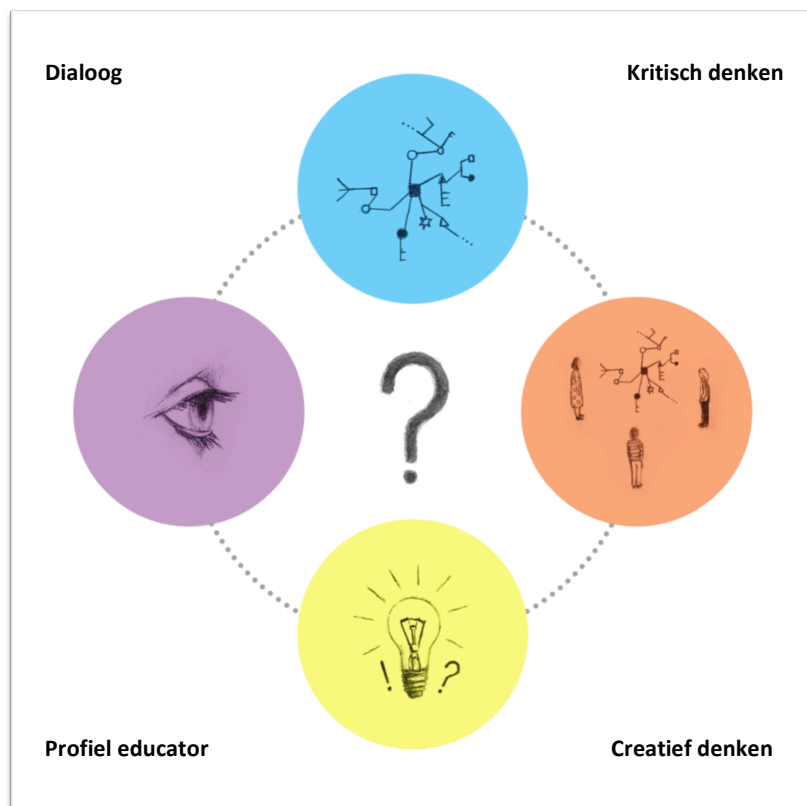 Dialoog
Kritisch denken
?
! ?
Profiel educator
Creatief denken